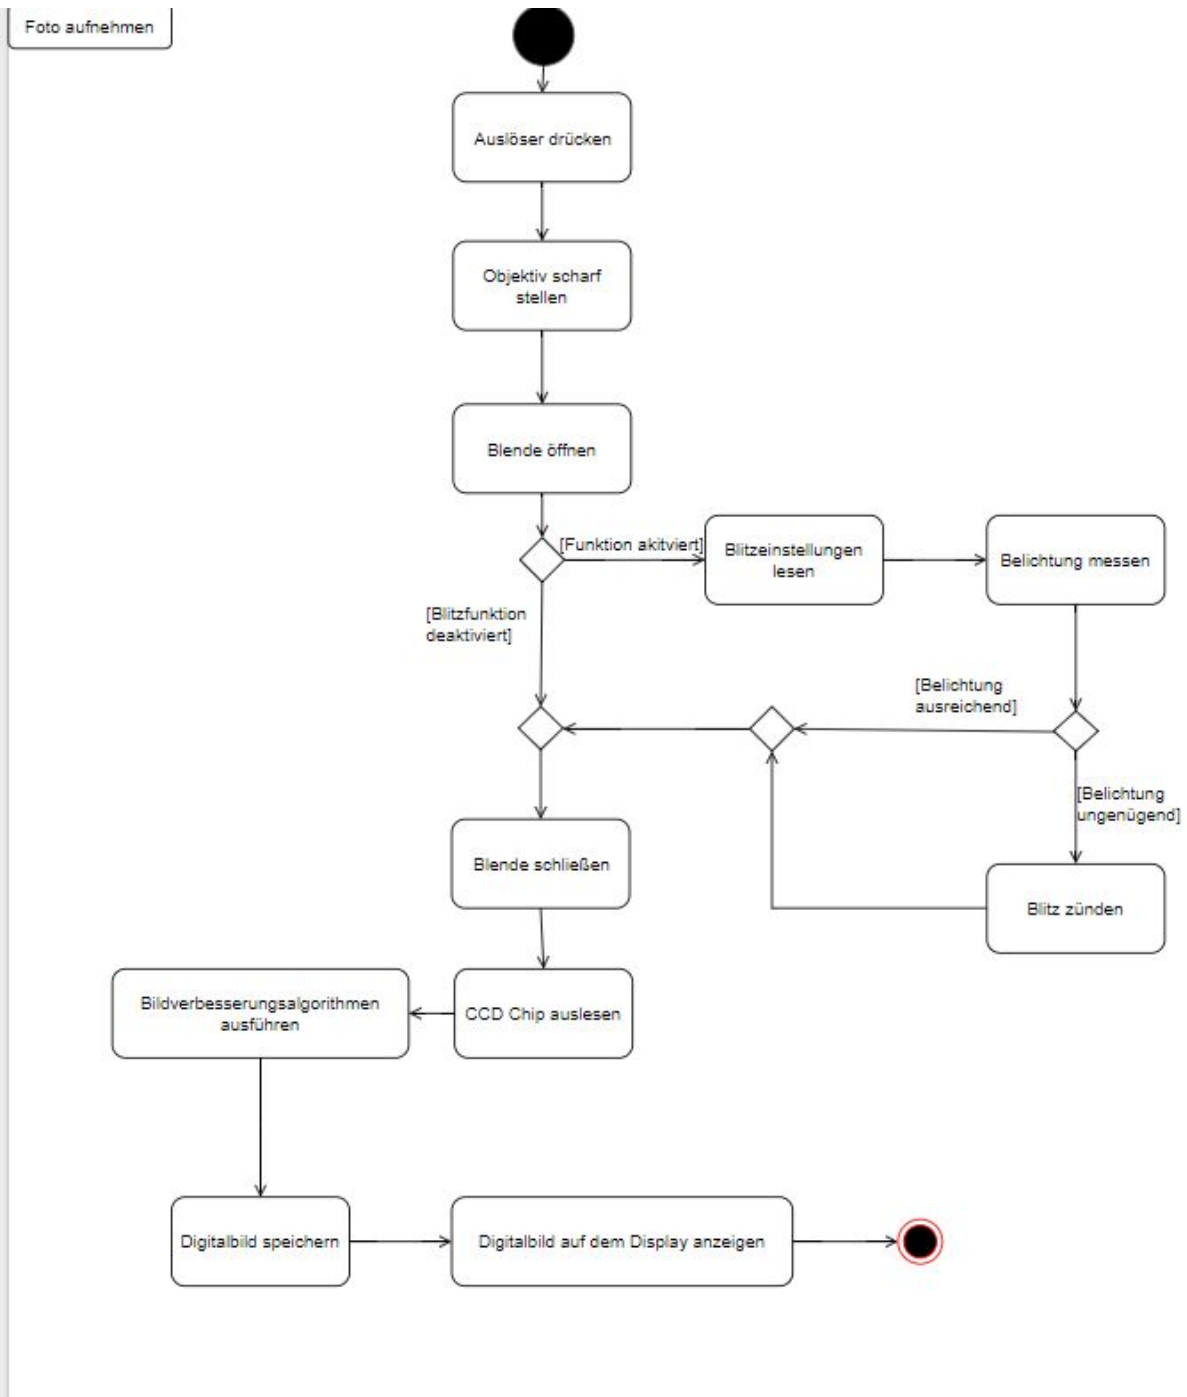 Foto aufnehmen
Auslöser drücken
Objektiv scharf
stellen
Blende öffnen
[Funktion akitviert]
Blitzeinstellungen
lesen
Belichtung messen
[Blitzfunktion
deaktiviert]
[Belichtung
ausreichend]
[Belichtung
ungenügend]
Blende schließen
Blitz zünden
Bildverbesserungsalgorithmen
ausführen
CCD Chip auslesen
Digitalbild speichern
Digitalbild auf dem Display anzeigen